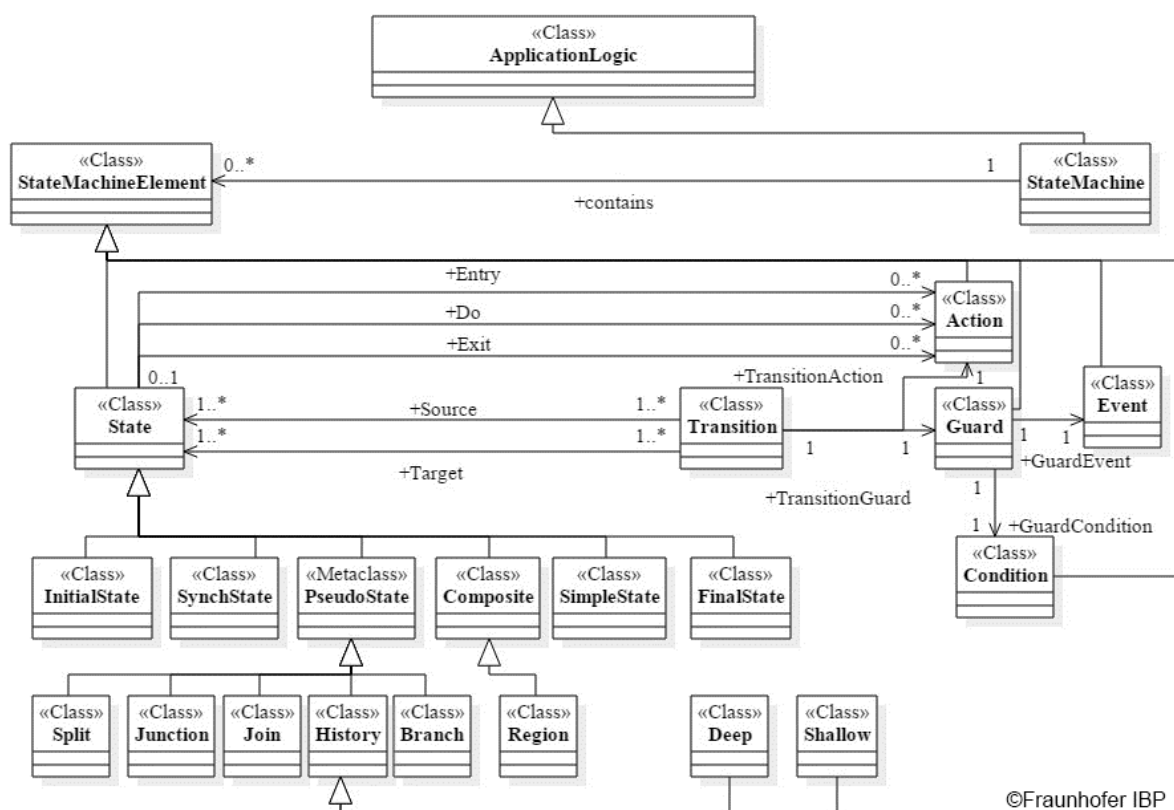 «Class»
ApplicationLogic
«Class»
StateMachineElement
0..*
1
«Class»
StateMachine
+contains
+Entry
0..*
«Class»
Action
+Do
0..*
+Exit
0..*
0..1
+TransitionAction
1
«Class»
State
1..*
+Source
1..*
«Class»
Transition
«Class»
Guard
«Class»
Event
1..*
+Target
1..*
1
1
1
1
+GuardEvent
+TransitionGuard
1
1
+GuardCondition
«Class»
Condition
«Class»
InitialState
«Class»
SynchState
«Metaclass»
PseudoState
«Class»
Composite
«Class»
SimpleState
«Class»
FinalState
«Class»
Split
«Class»
Junction
«Class»
Join
«Class»
History
«Class»
Branch
«Class»
Region
«Class»
Deep
«Class»
Shallow
©Fraunhofer IBP